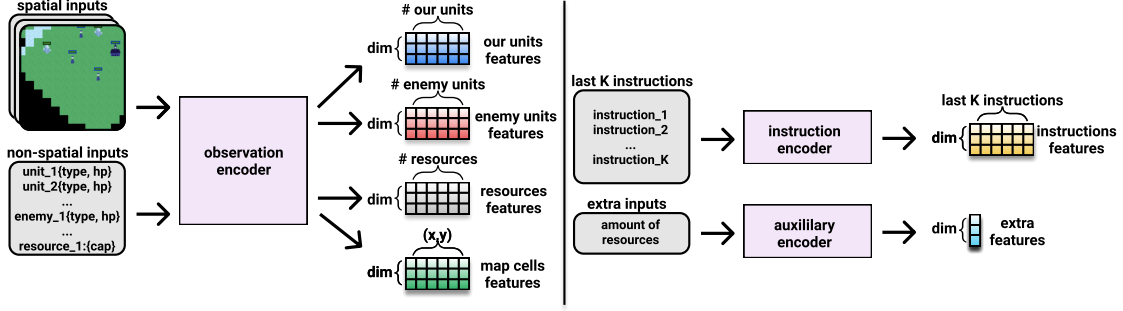 spatial inputs
non-spatial inputs
unit_1{type, hp}
unit_2{type, hp}
...
enemy_1{type, hp}
...
resource_1:{cap}
observation
encoder
# our units
dim
our units
features
# enemy units
dim
enemy units
features
# resources
dim
resources
features
(x,y)
dim
map cells
features
last K instructions
instruction_1
instruction_2
...
instruction_K
instruction
encoder
last K instructions
dim
instructions
features
extra inputs
amount of
resources
auxililary
encoder
dim
extra
features